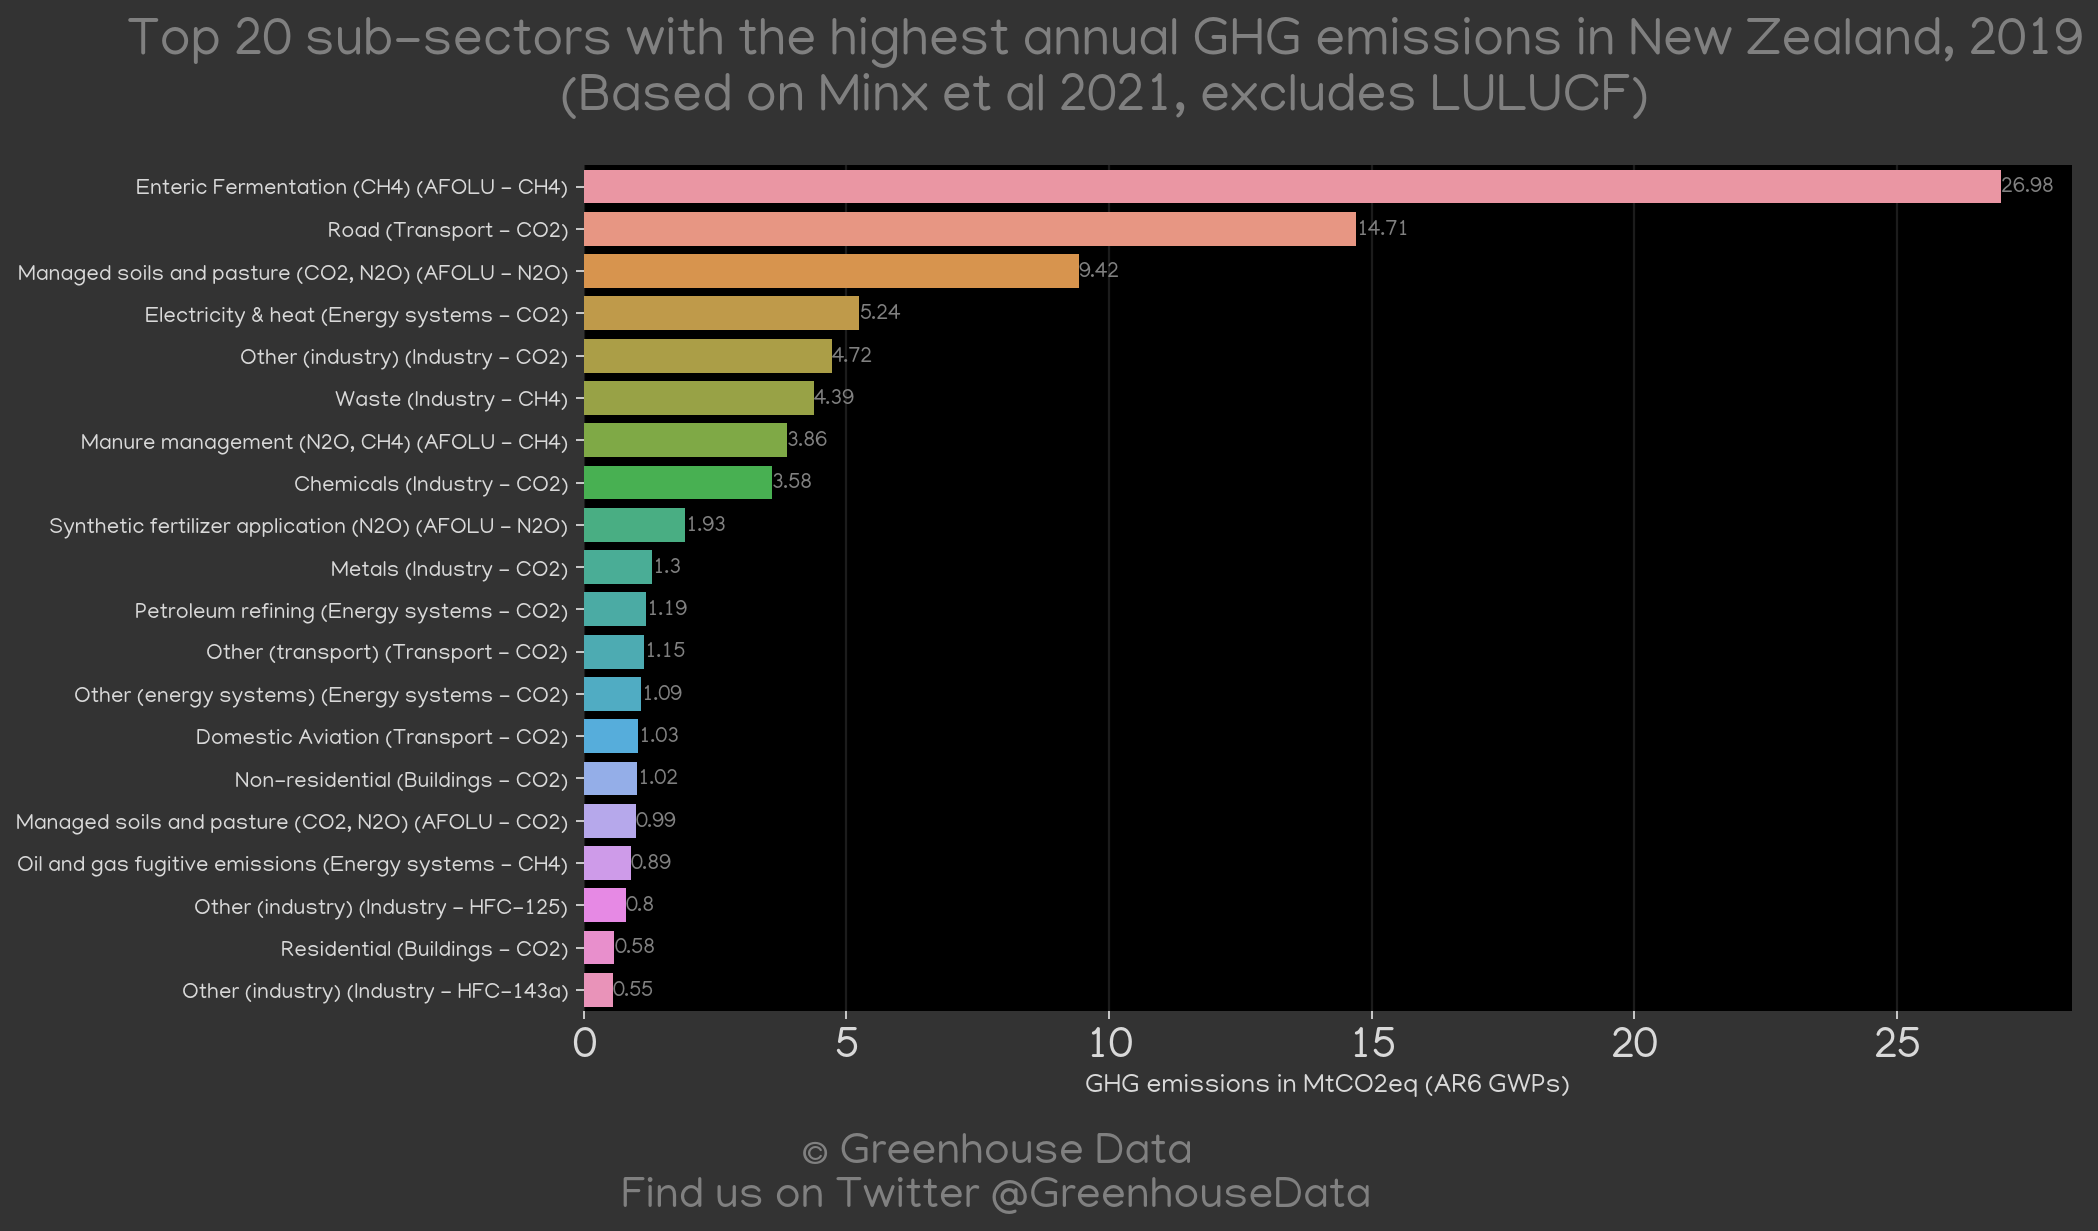 Top 20 sub-sectors with the highest annual GHG emissions in New Zealand, 2019
(Based on Minx et al 2021, excludes LULUCF)
Enteric Fermentation (CH4) (AFOLU - CH4) 26.98
Road (Transport - CO2) 14.71
Managed soils and pasture (CO2, N2O) (AFOLU - N2O) 9.42
Electricity & heat (Energy systems - CO2) 5.24
Other (industry) (Industry - CO2) 4.72
Waste (Industry - CH4) 4.39
Manure management (N2O, CH4) (AFOLU - CH4) 3.86
Chemicals (Industry - CO2) 3.58
Synthetic fertilizer application (N2O) (AFOLU - N2O) 1.93
Metals (Industry - CO2) 1.3
Petroleum refining (Energy systems - CO2) 1.19
Other (transport) (Transport - CO2) 1.15
Other (energy systems) (Energy systems - CO2) 1.09
Domestic Aviation (Transport - CO2) 1.03
Non-residential (Buildings - CO2) 1.02
Managed soils and pasture (CO2, N2O) (AFOLU - CO2) 0.99
Oil and gas fugitive emissions (Energy systems - CH4) 0.89
Other (industry) (Industry - HFC-125) 0.8
Residential (Buildings - CO2) 0.58
Other (industry) (Industry - HFC-143a) 0.55
0 5 10 15 20 25
GHG emissions in MtCO2eq (AR6 GWPs)
© Greenhouse Data
Find us on Twitter @GreenhouseData